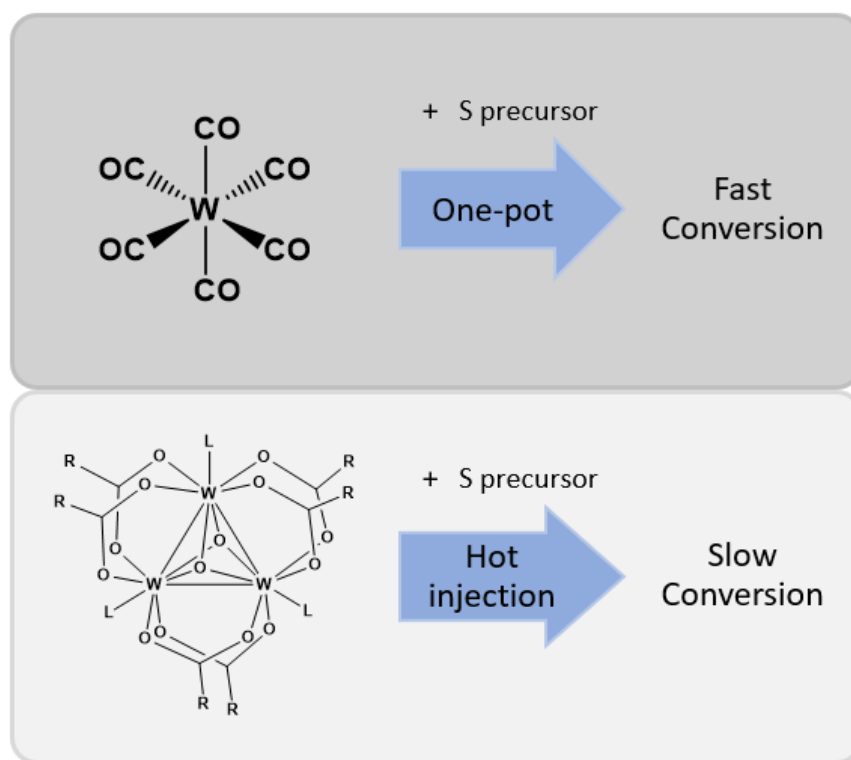 CO
OC CO
W
OC CO
CO
+ S precursor
One-pot
Fast
Conversion
L
R O O R
R O W O R
O O O
O O O
W W
L L
O O O O
R R
+ S precursor
Hot
injection
Slow
Conversion